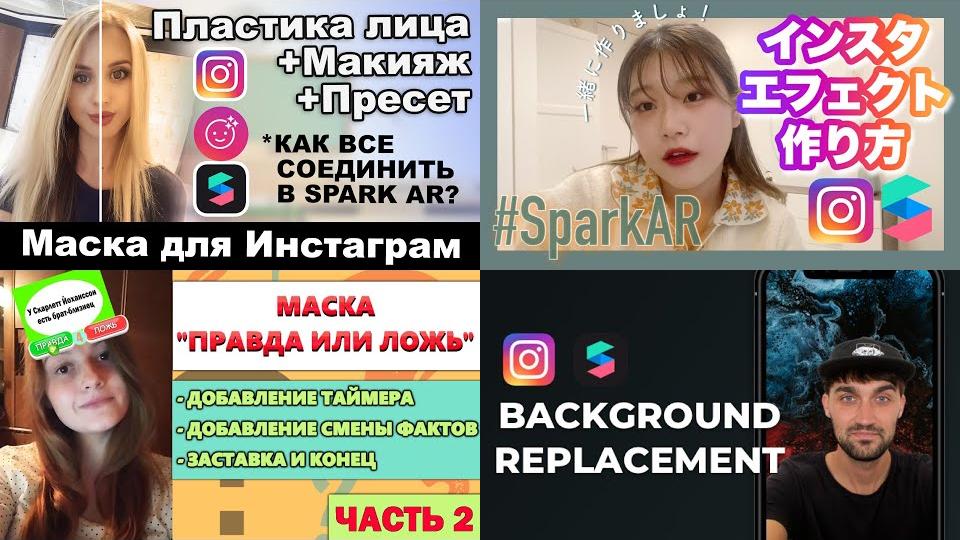 Пластика лица
+Макияж
+Пресет
*КАК ВСЕ
СОЕДИНИТЬ
В SPARK AR?
Маска для Инстаграм
一緒に作りましょ！
インスタ
エフェクト
作り方
#SparkAR
У Скарлетт Йоханссон
есть брат-близнец
ПРАВДА
ЛОЖЬ
МАСКА
"ПРАВДА ИЛИ ЛОЖЬ"
- ДОБАВЛЕНИЕ ТАЙМЕРА
- ДОБАВЛЕНИЕ СМЕНЫ ФАКТОВ
- ЗАСТАВКА И КОНЕЦ
ЧАСТЬ 2
BACKGROUND
REPLACEMENT